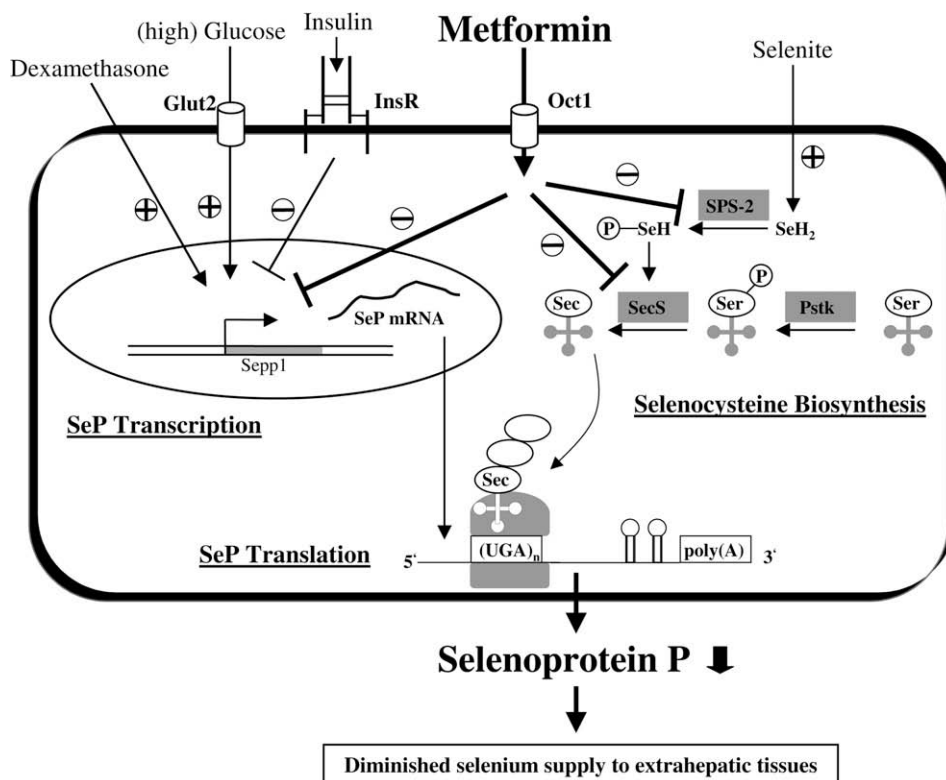 Insulin
(high) Glucose
Metformin
Selenite
Dexamethasone
Glut2
InsR
Oct1
+
+
−
−
−
−
+
SPS-2
P
SeH
SeH₂
P
Sec
SecS
Ser
Pstk
Ser
SeP mRNA
Sepp1
SeP Transcription
Selenocysteine Biosynthesis
Sec
SeP Translation
5‘
(UGA)n
poly(A)
3‘
Selenoprotein P
Diminished selenium supply to extrahepatic tissues